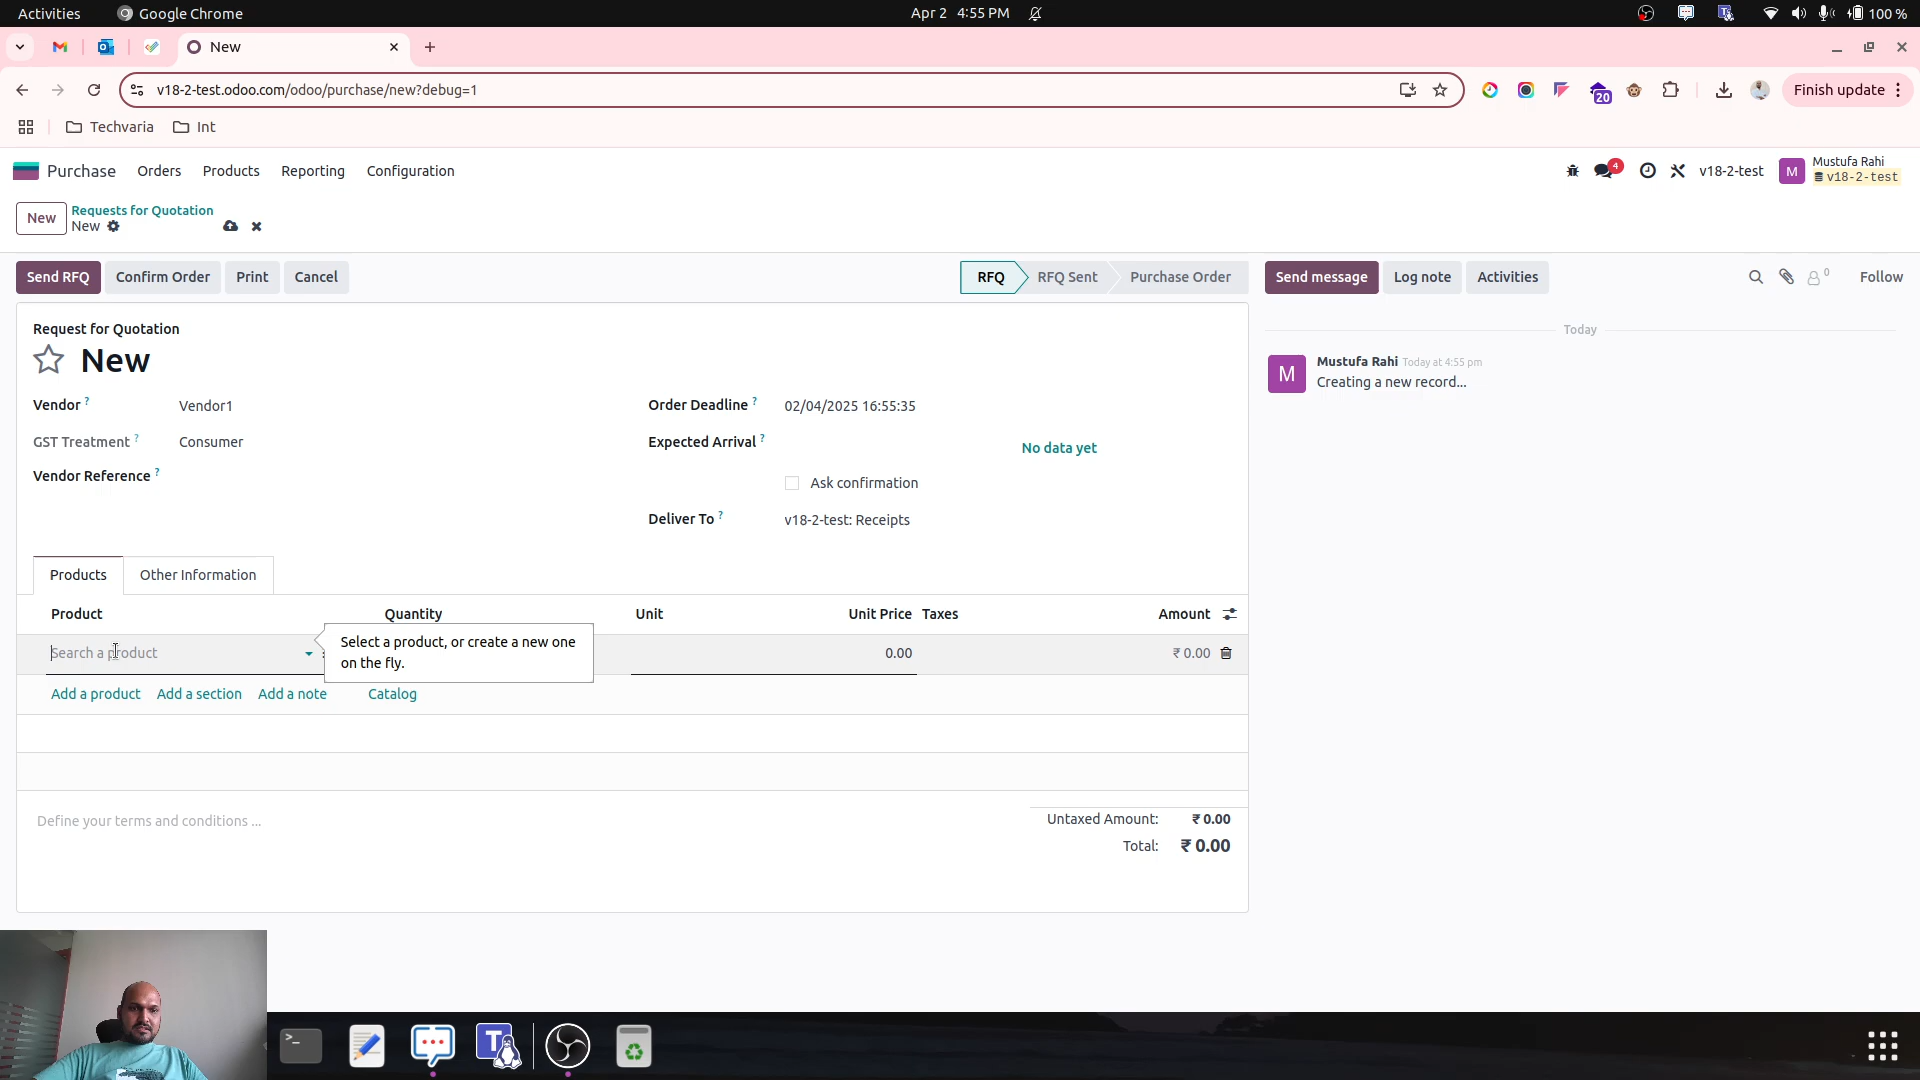 Activities Google Chrome Apr 2 4:55 PM 100 %
New
v18-2-test.odoo.com/odoo/purchase/new?debug=1 20 Finish update
Techvaria Int
Purchase Orders Products Reporting Configuration 4 v18-2-test M Mustufa Rahi
v18-2-test
New Requests for Quotation
New
Send RFQ Confirm Order Print Cancel RFQ RFQ Sent Purchase Order Send message Log note Activities 0 Follow
Request for Quotation
New
Today
M Mustufa Rahi Today at 4:55 pm
Creating a new record...
Vendor ? Vendor1 Order Deadline ? 02/04/2025 16:55:35
GST Treatment ? Consumer Expected Arrival ? No data yet
Vendor Reference ? Ask confirmation
Deliver To ? v18-2-test: Receipts
Products Other Information
Product Quantity Unit Unit Price Taxes Amount
Search a product 0.00 ₹ 0.00
Select a product, or create a new one
on the fly.
Add a product Add a section Add a note Catalog
Define your terms and conditions ... Untaxed Amount: ₹ 0.00
Total: ₹ 0.00